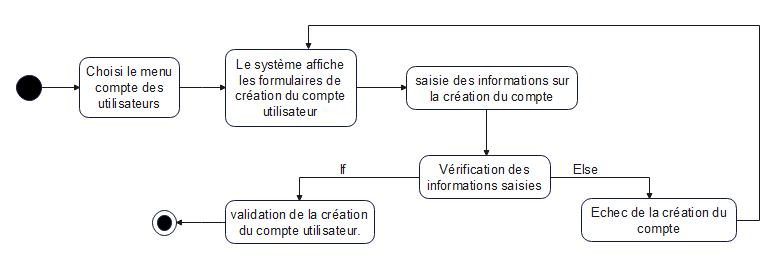 Choisi le menu
compte des
utilisateurs
Le système affiche
les formulaires de
création du compte
utilisateur
saisie des informations sur
la création du compte
Vérification des
informations saisies
If
Else
validation de la création
du compte utilisateur.
Echec de la création du
compte